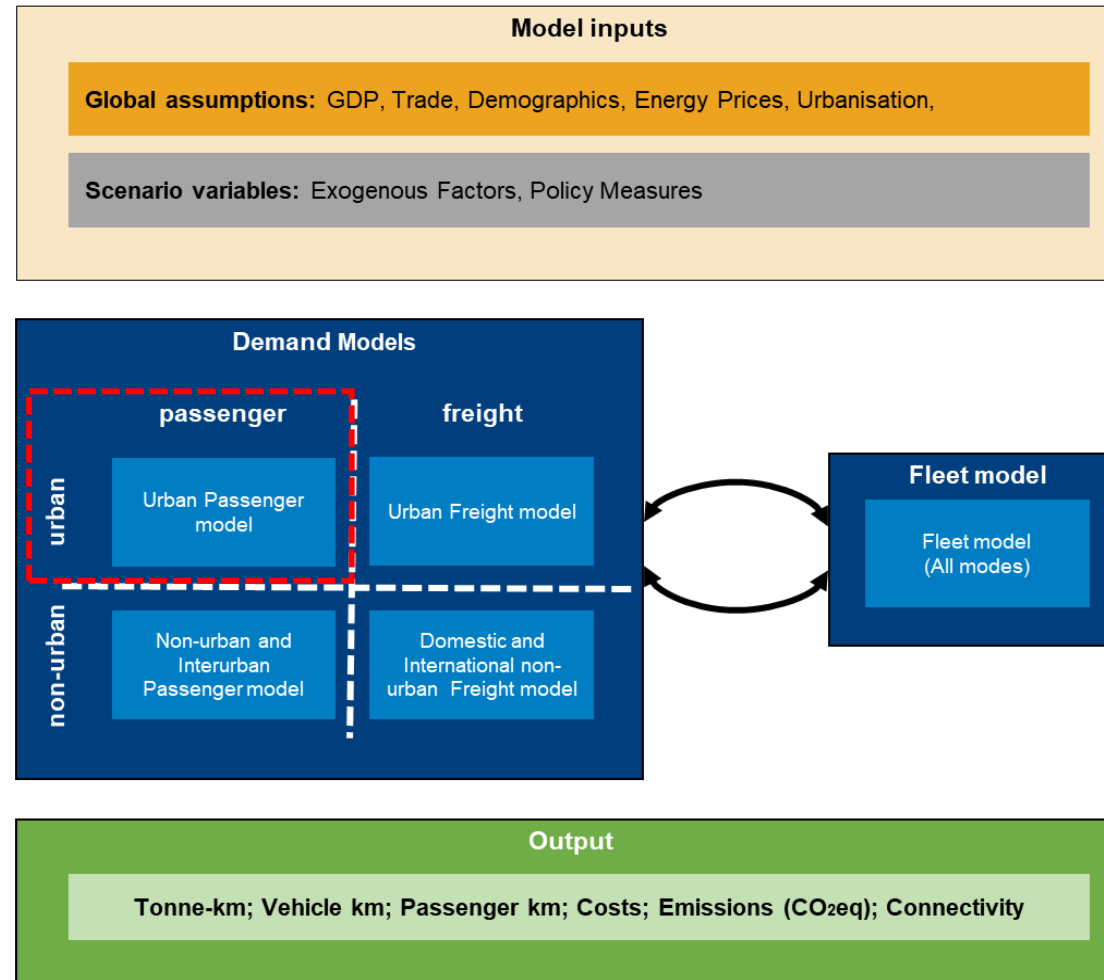 Model inputs
Global assumptions: GDP, Trade, Demographics, Energy Prices, Urbanisation,
Scenario variables: Exogenous Factors, Policy Measures
Demand Models
passenger
freight
urban
Urban Passenger
model
Urban Freight model
non-urban
Non-urban and
Interurban
Passenger model
Domestic and
International non-
urban Freight model
Fleet model
Fleet model
(All modes)
Output
Tonne-km; Vehicle km; Passenger km; Costs; Emissions (CO₂eq); Connectivity